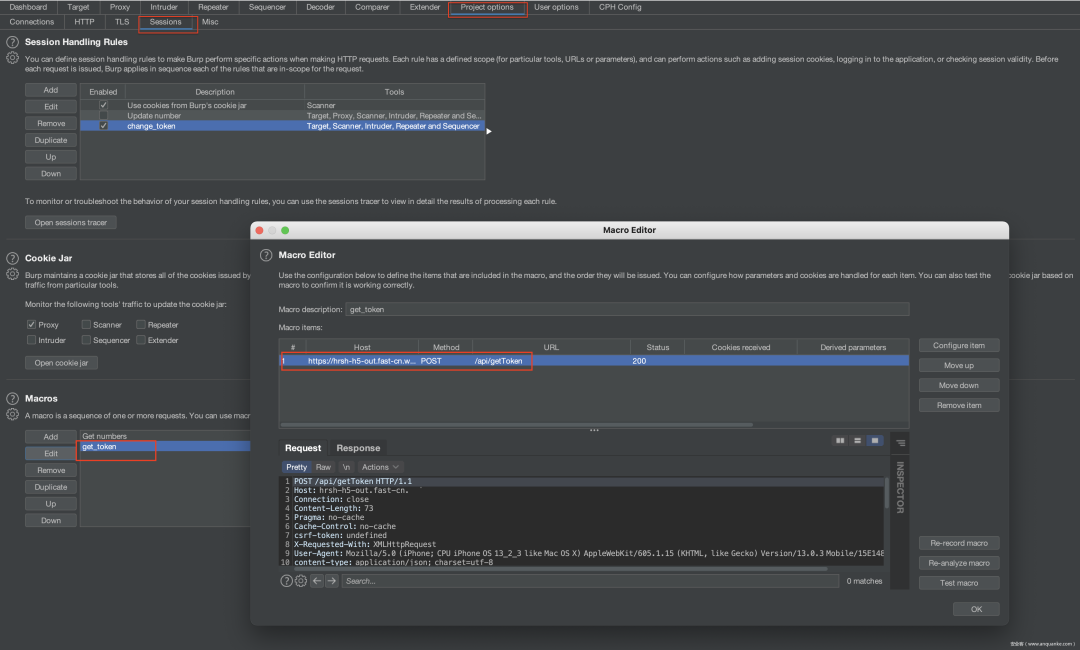 Dashboard Target Proxy Intruder Repeater Sequencer Decoder Comparer Extender Project options User options CPH Config
Connections HTTP TLS Sessions Misc
Session Handling Rules
You can define session handling rules to make Burp perform specific actions when making HTTP requests. Each rule has a defined scope (for particular tools, URLs or parameters), and can perform actions such as adding session cookies, logging in to the application, or checking session validity. Before
each request is issued, Burp applies in sequence each of the rules that are in-scope for the request.
Add Enabled Description Tools
Edit Use cookies from Burp's cookie jar Scanner
Update number Target, Proxy, Scanner, Intruder, Repeater and Se...
Remove change_token Target, Scanner, Intruder, Repeater and Sequencer
Duplicate
Up
Down
To monitor or troubleshoot the behavior of your session handling rules, you can use the sessions tracer to view in detail the results of processing each rule.
Open sessions tracer
Cookie Jar
Burp maintains a cookie jar that stores all of the cookies issued by
cookie jar based on
traffic from particular tools.
Monitor the following tools' traffic to update the cookie jar:
Proxy Scanner Repeater
Intruder Sequencer Extender
Open cookie jar
Macros
A macro is a sequence of one or more requests. You can use macr
Add Get numbers
Edit get_token
Remove
Duplicate
Up
Down
Macro Editor
Macro Editor
Use the configuration below to define the items that are included in the macro, and the order they will be issued. You can configure how parameters and cookies are handled for each item. You can also test the
macro to confirm it is working correctly.
Macro description: get_token
Macro items:
# Host Method URL Status Cookies received Derived parameters
1 https://hrsh-h5-out.fast-cn.w... POST /api/getToken 200
Configure item
Move up
Move down
Remove item
Request Response
Pretty Raw \n Actions
1 POST /api/getToken HTTP/1.1
2 Host: hrsh-h5-out.fast-cn.
3 Connection: close
4 Content-Length: 73
5 Pragma: no-cache
6 Cache-Control: no-cache
7 csrf-token: undefined
8 X-Requested-With: XMLHttpRequest
9 User-Agent: Mozilla/5.0 (iPhone; CPU iPhone OS 13_2_3 like Mac OS X) AppleWebKit/605.1.15 (KHTML, like Gecko) Version/13.0.3 Mobile/15E148
10 content-type: application/json; charset=utf-8
Search... 0 matches
INSPECTOR
Re-record macro
Re-analyze macro
Test macro
OK
安全客 ( www.anquanke.com )